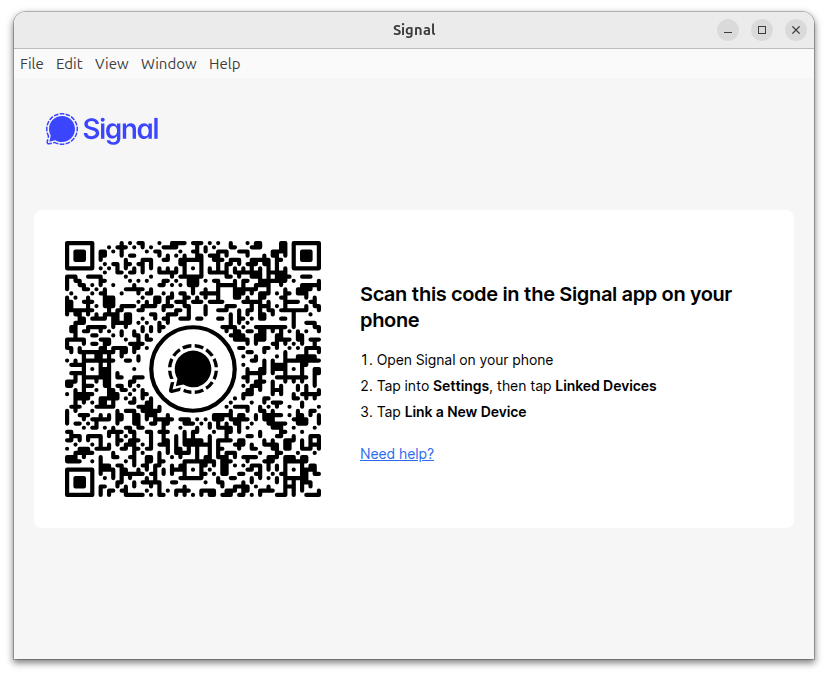 Signal
File Edit View Window Help
Signal
Scan this code in the Signal app on your
phone
1. Open Signal on your phone
2. Tap into Settings, then tap Linked Devices
3. Tap Link a New Device
Need help?